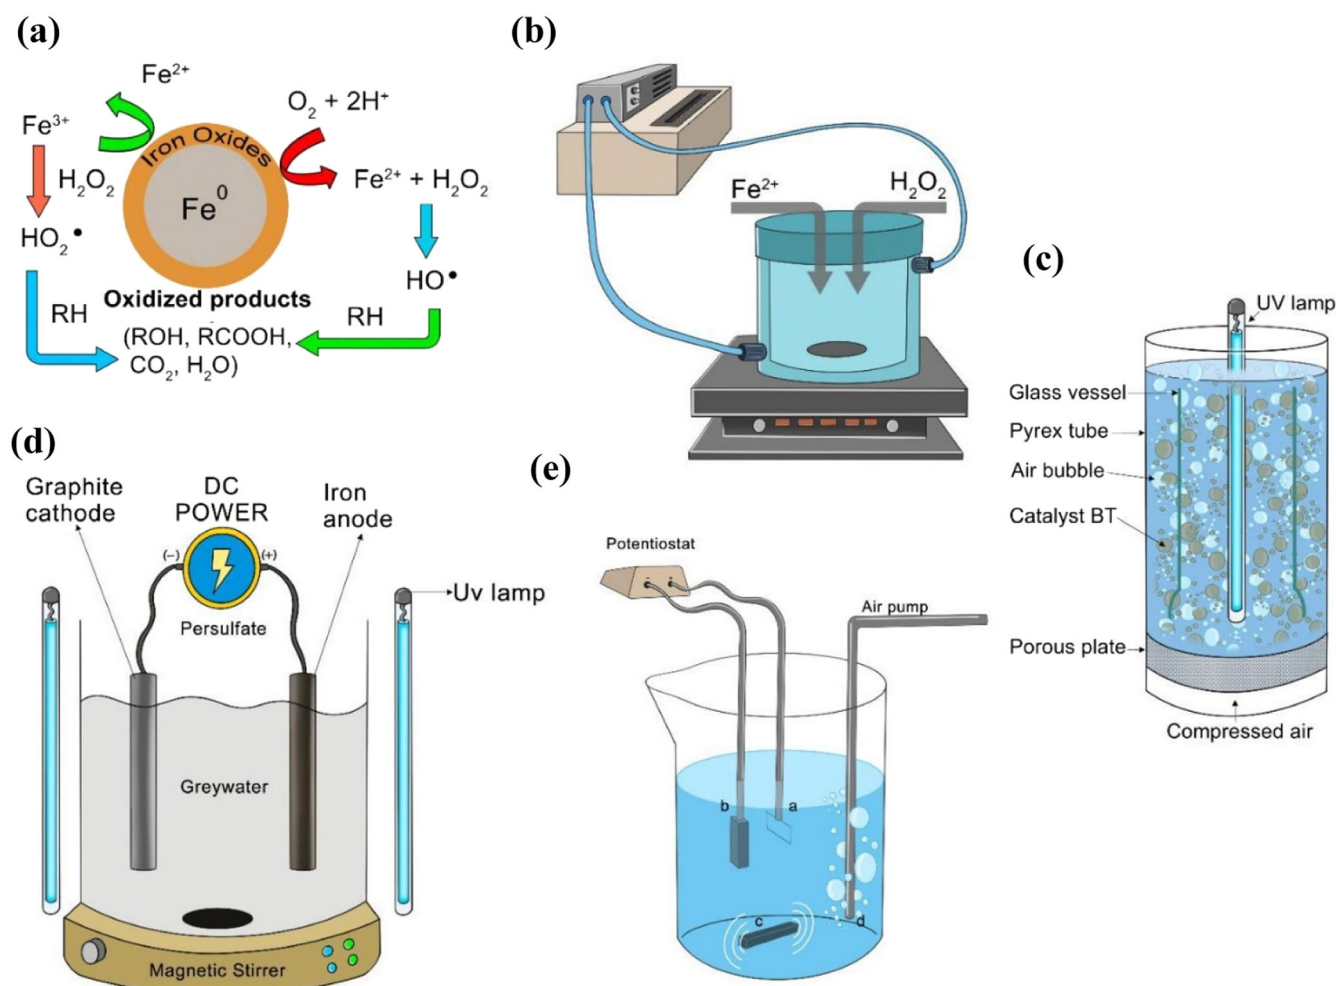 (a)
Fe²⁺
O₂ + 2H⁺
Fe³⁺
Iron Oxides
H₂O₂
Fe⁰
Fe²⁺ + H₂O₂
HO₂•
HO•
Oxidized products
RH
RH
(ROH, RCOOH,
CO₂, H₂O)
(b)
Fe²⁺
H₂O₂
(c)
UV lamp
Glass vessel
Pyrex tube
Air bubble
Catalyst BT
Porous plate
Compressed air
(d)
Graphite
cathode
DC
POWER
Iron
anode
(−)
(+)
Uv lamp
Persulfate
Greywater
Magnetic Stirrer
(e)
Potentiostat
-
+
Air pump
b
a
c
d